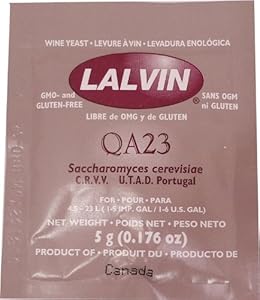 WINE YEAST • LEVURE À VIN • LEVADURA ENOLÓGICA
GMO- and GLUTEN-FREE
LALVIN®
SANS OGM ni GLUTEN
LIBRE de OMG y de GLUTEN
QA23
Saccharomyces cerevisiae
C.R.V.V. U.T.A.D. Portugal
FOR • POUR • PARA
4.5 - 23 L (1-5 IMP. GAL / 1-6 U.S. GAL)
NET WEIGHT. • POIDS NET • PESO NETO
5 g (0.176 oz)
PRODUCT OF • PRODUIT DU • PRODUCTO DE
Canada